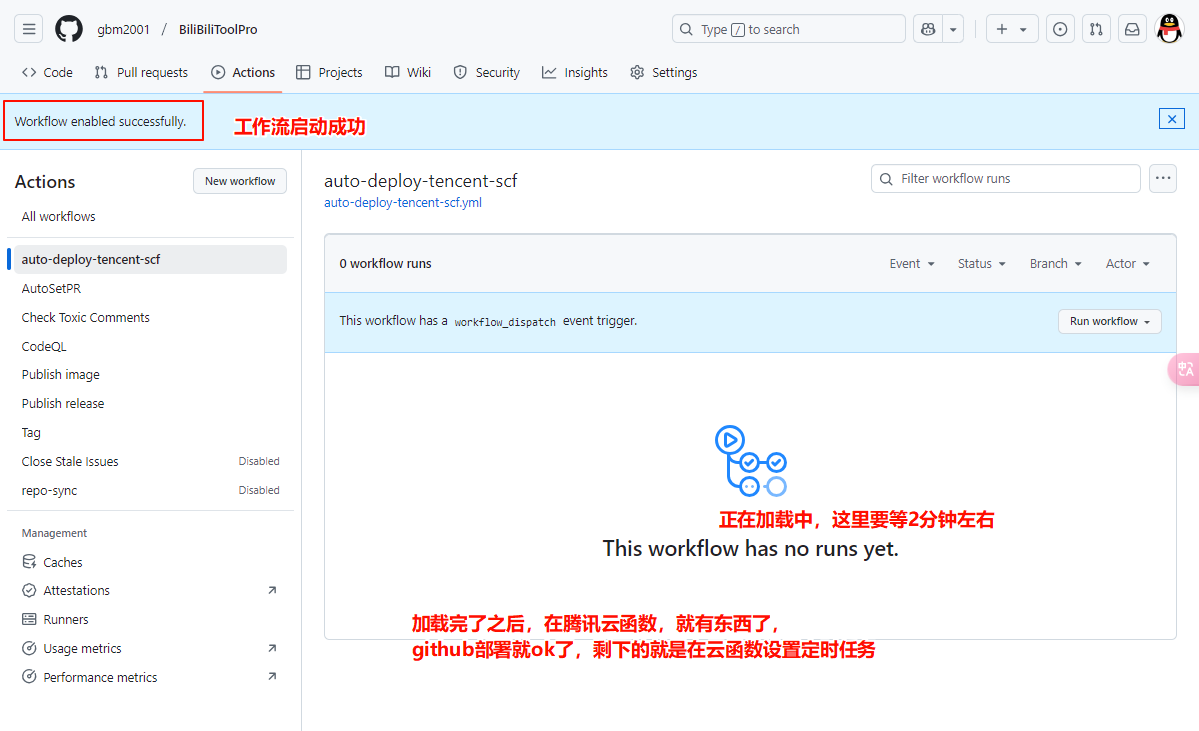 gbm2001 / BiliBiliToolPro
Type / to search
Code
Pull requests
Actions
Projects
Wiki
Security
Insights
Settings
Workflow enabled successfully.
工作流启动成功
Actions
New workflow
All workflows
auto-deploy-tencent-scf
AutoSetPR
Check Toxic Comments
CodeQL
Publish image
Publish release
Tag
Close Stale Issues Disabled
repo-sync Disabled
Management
Caches
Attestations
Runners
Usage metrics
Performance metrics
auto-deploy-tencent-scf
auto-deploy-tencent-scf.yml
Filter workflow runs
0 workflow runs
Event
Status
Branch
Actor
This workflow has a workflow_dispatch event trigger.
Run workflow
正在加载中，这里要等2分钟左右
This workflow has no runs yet.
加载完了之后，在腾讯云函数，就有东西了，
github部署就ok了，剩下的就是在云函数设置定时任务
中文
CA